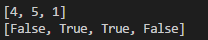 [4, 5, 1]
[False, True, True, False]